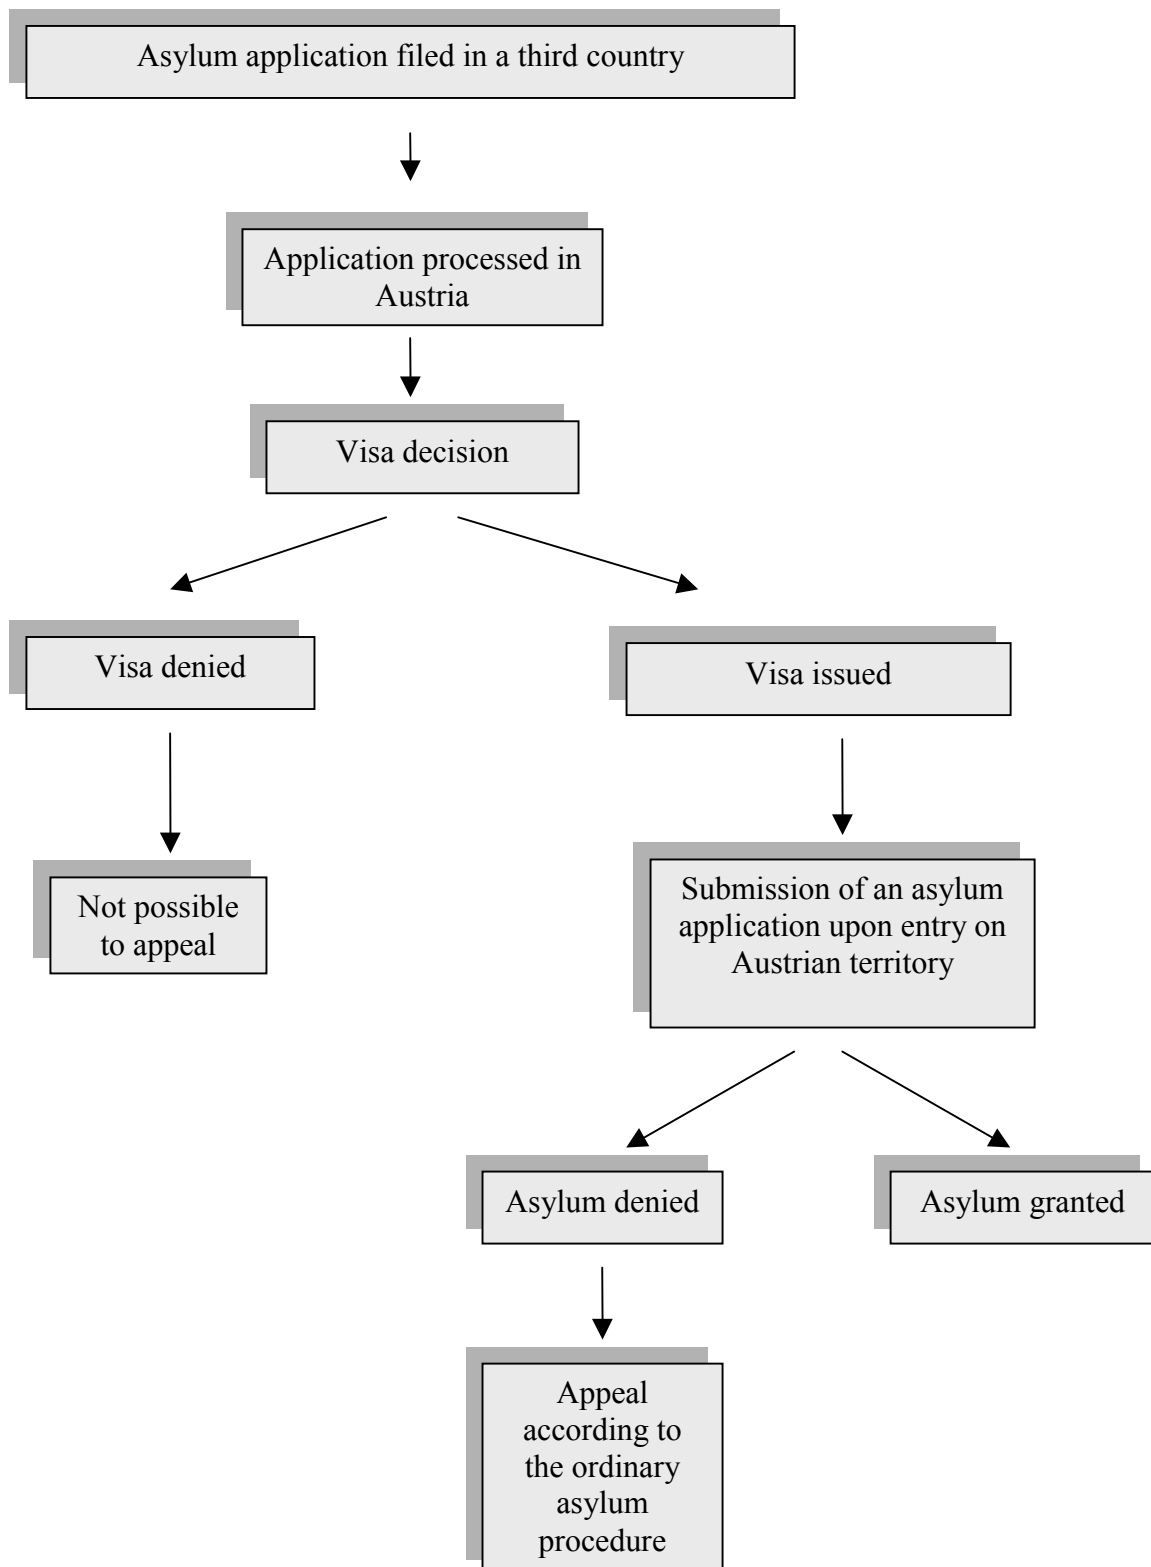 Asylum application filed in a third country
Application processed in
Austria
Visa decision
Visa denied
Visa issued
Not possible
to appeal
Submission of an asylum
application upon entry on
Austrian territory
Asylum denied
Asylum granted
Appeal
according to
the ordinary
asylum
procedure